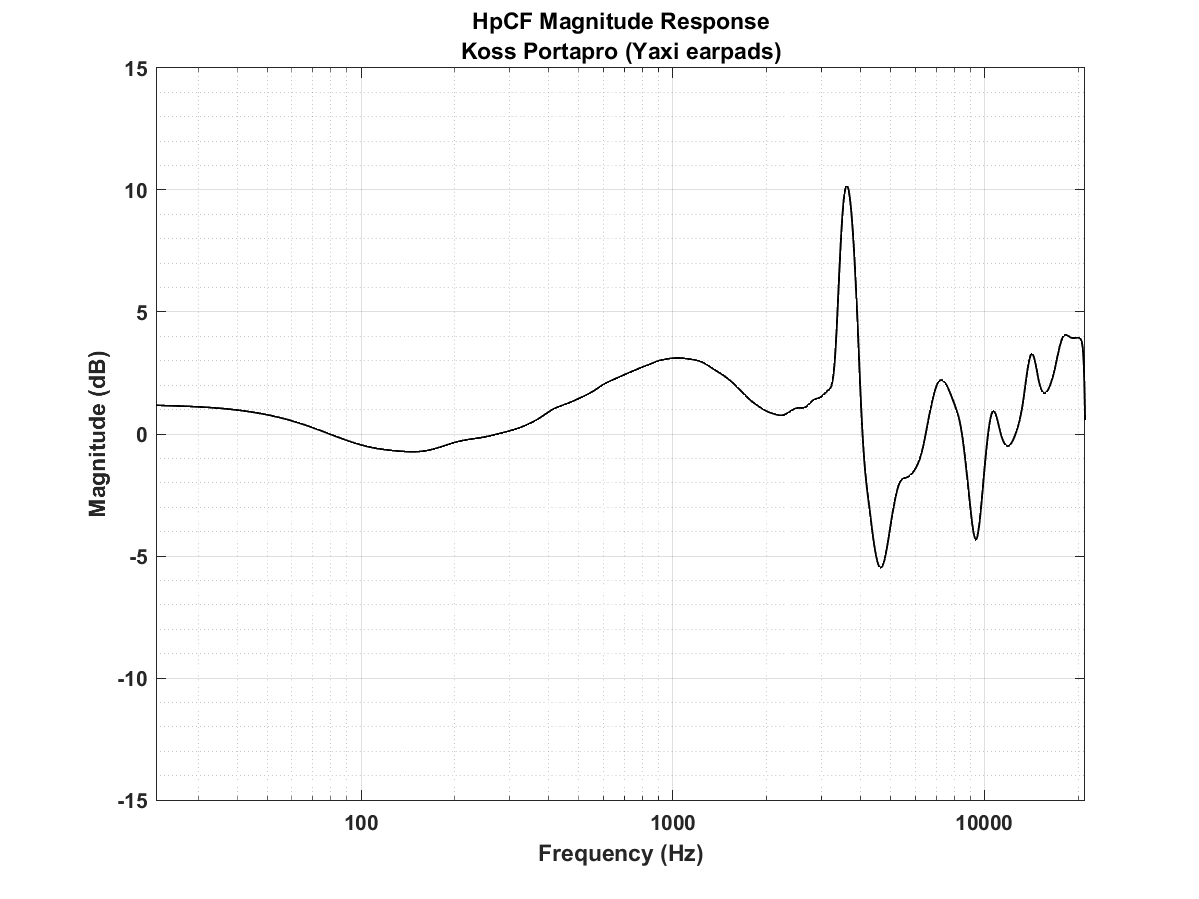 HpCF Magnitude Response
Koss Portapro (Yaxi earpads)
15
10
5
0
-5
-10
-15
Magnitude (dB)
100 1000 10000
Frequency (Hz)